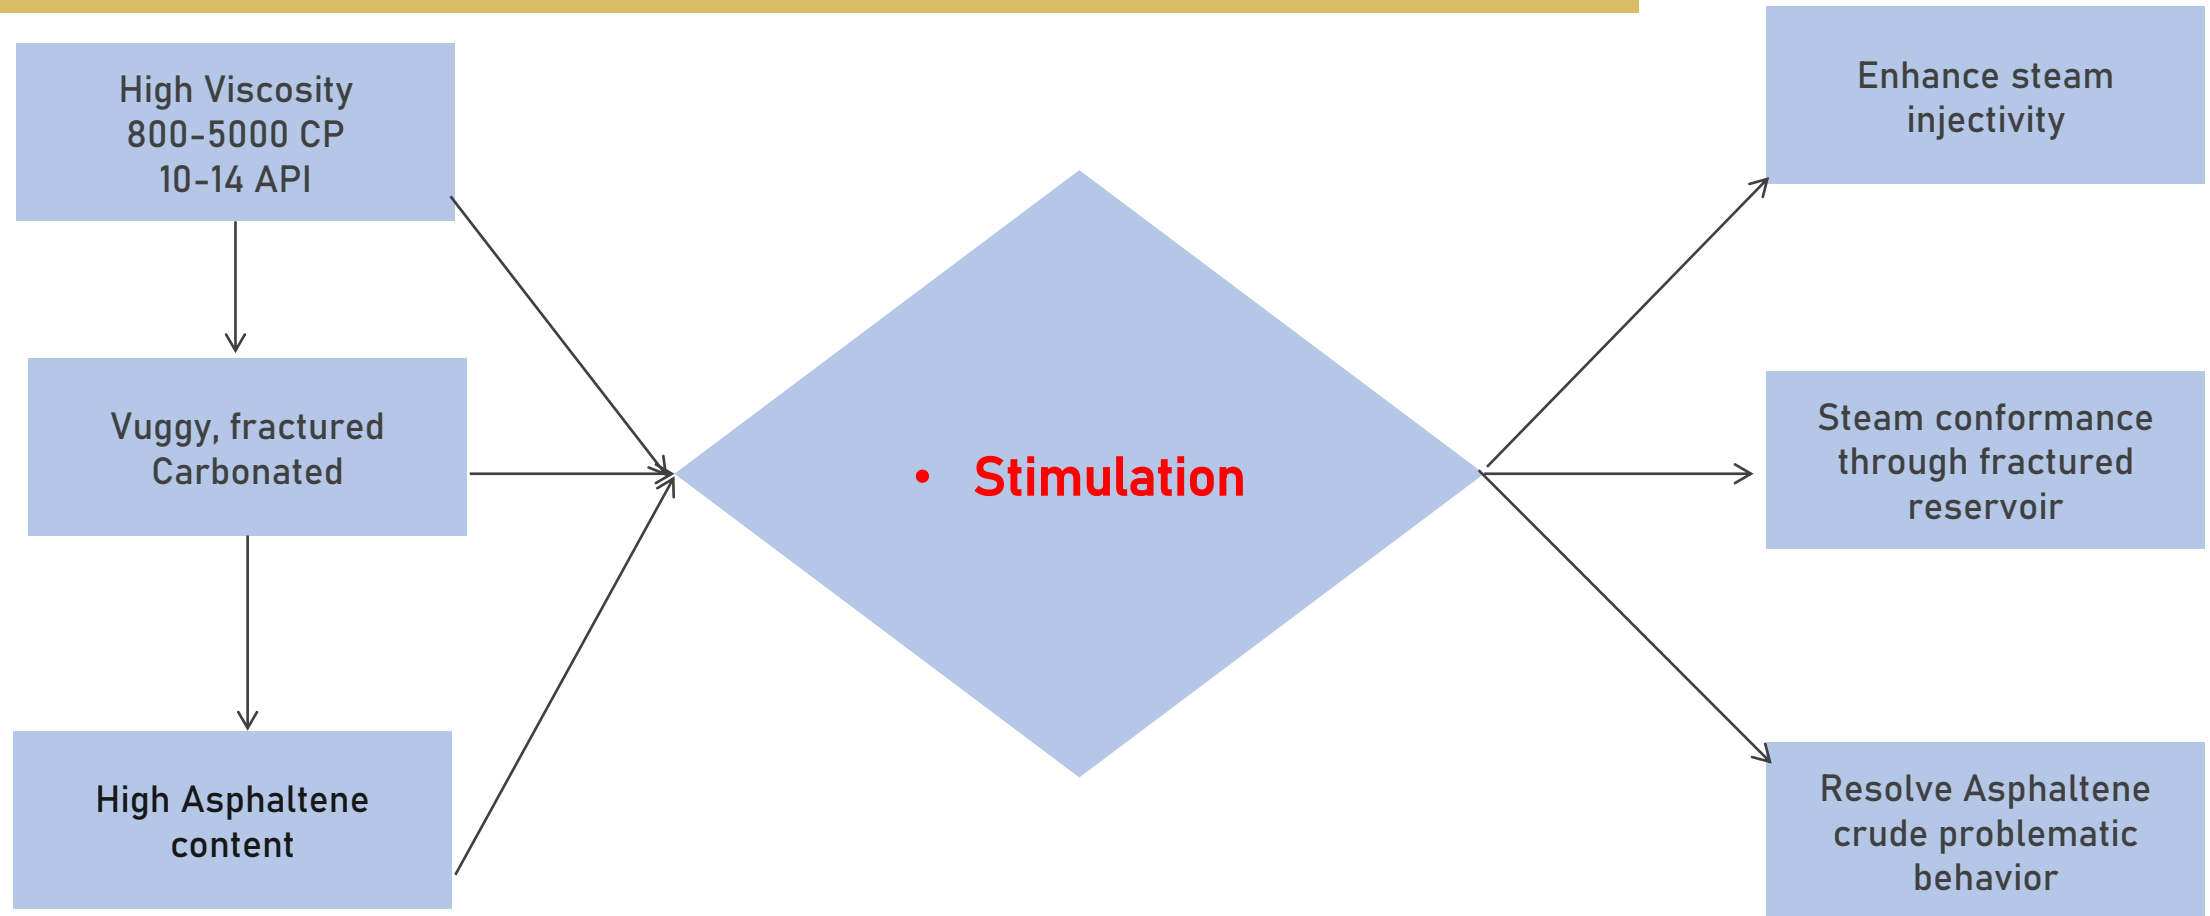 High Viscosity
800-5000 CP
10-14 API
Vuggy, fractured
Carbonated
High Asphaltene
content
• Stimulation
Enhance steam
injectivity
Steam conformance
through fractured
reservoir
Resolve Asphaltene
crude problematic
behavior